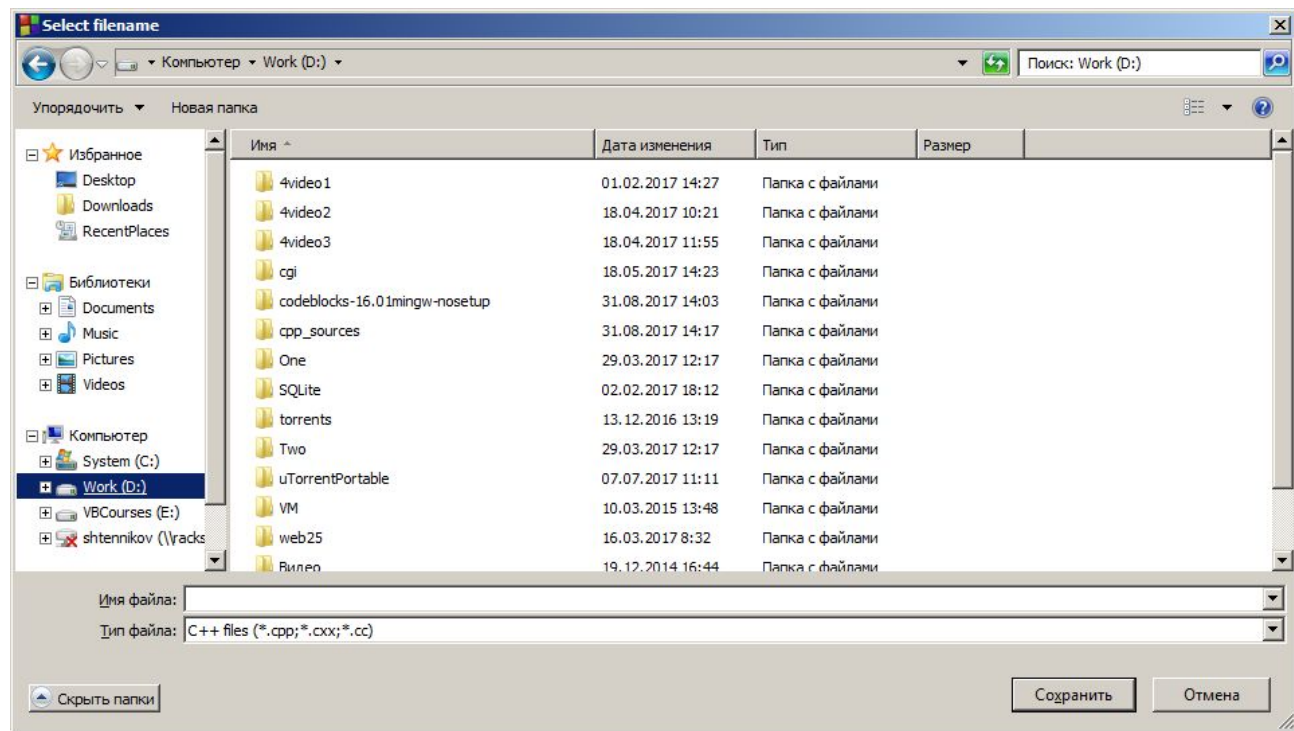 Select filename
Компьютер Work (D:)
Поиск: Work (D:)
Упорядочить Новая папка
Имя Дата изменения Тип Размер
Избранное
Desktop
Downloads
RecentPlaces
Библиотеки
Documents
Music
Pictures
Videos
Компьютер
System (C:)
Work (D:)
VBCourses (E:)
shtennikov (\\racks
4video1 01.02.2017 14:27 Папка с файлами
4video2 18.04.2017 10:21 Папка с файлами
4video3 18.04.2017 11:55 Папка с файлами
cgi 18.05.2017 14:23 Папка с файлами
codeblocks-16.01mingw-nosetup 31.08.2017 14:03 Папка с файлами
cpp_sources 31.08.2017 14:17 Папка с файлами
One 29.03.2017 12:17 Папка с файлами
SQLite 02.02.2017 18:12 Папка с файлами
torrents 13.12.2016 13:19 Папка с файлами
Two 29.03.2017 12:17 Папка с файлами
uTorrentPortable 07.07.2017 11:11 Папка с файлами
VM 10.03.2015 13:48 Папка с файлами
web25 16.03.2017 8:32 Папка с файлами
Видео 19.12.2014 16:44 Папка с файлами
Имя файла:
Тип файла: C++ files (*.cpp;*.cxx;*.cc)
Скрыть папки Сохранить Отмена